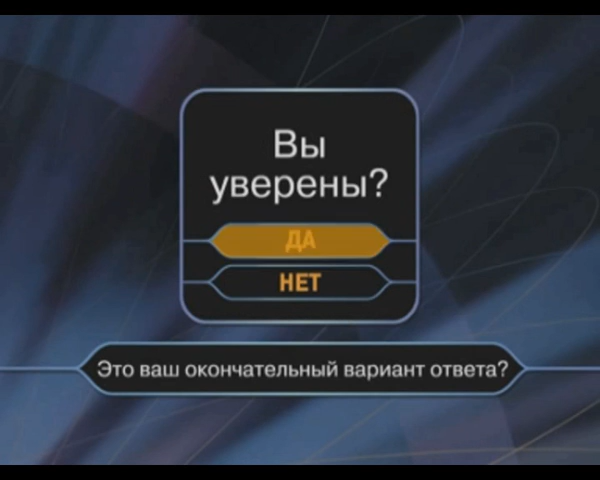 Вы
уверены?
ДА
НЕТ
Это ваш окончательный вариант ответа?